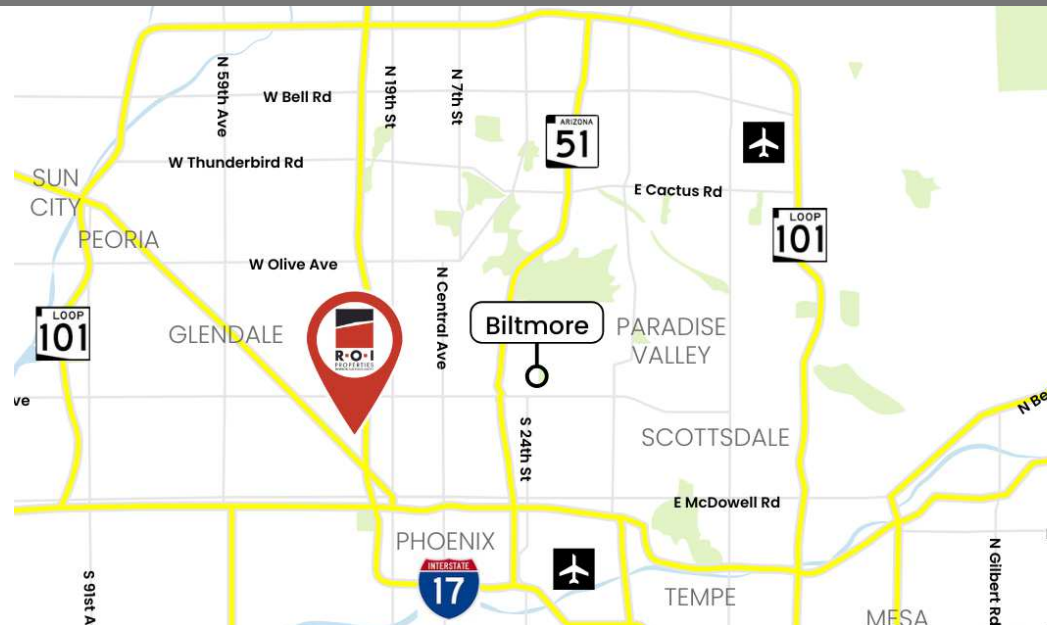 N 59th Ave
W Bell Rd
N 19th St
N 7th St
ARIZONA
51
W Thunderbird Rd
SUN
CITY
E Cactus Rd
LOOP
101
PEORIA
W Olive Ave
N Central Ave
LOOP
101
GLENDALE
R•O•I
PROPERTIES
Biltmore
PARADISE
VALLEY
ve
N Be
S 24th St
SCOTTSDALE
E McDowell Rd
PHOENIX
INTERSTATE
17
TEMPE
N Gilbert Rd
S 91st A
MESA